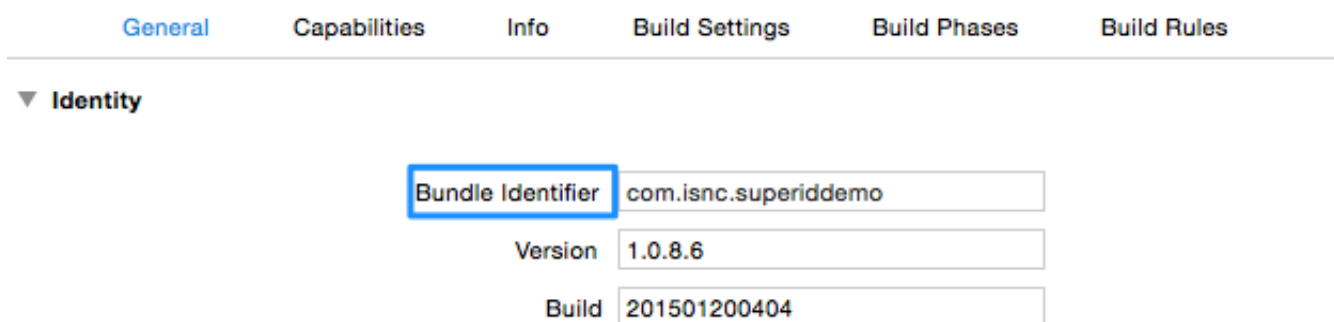 General Capabilities Info Build Settings Build Phases Build Rules
Identity
Bundle Identifier com.isnc.superiddemo
Version 1.0.8.6
Build 201501200404